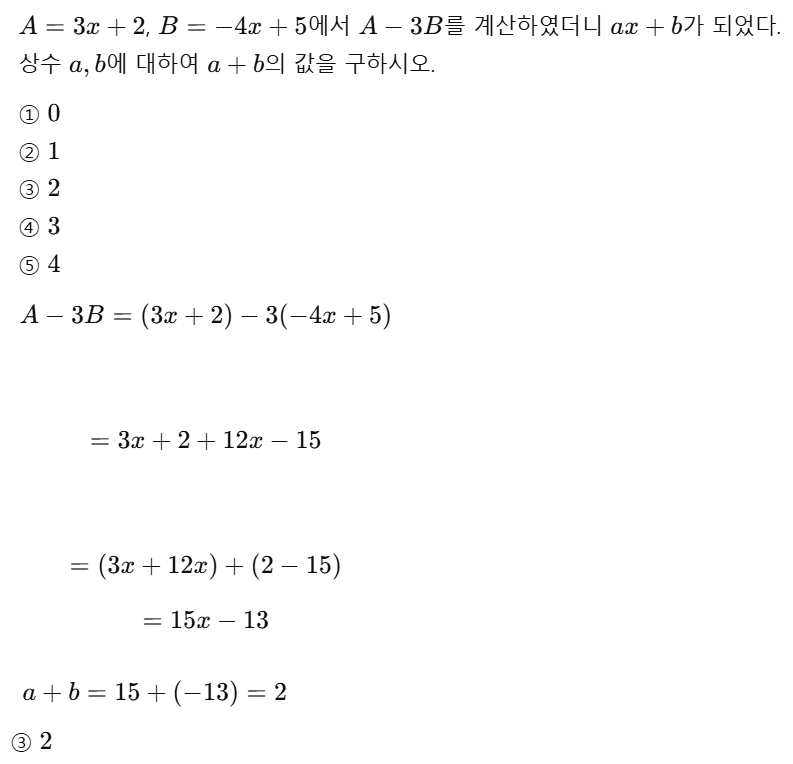 A = 3x + 2, B = −4x + 5에서 A − 3B를 계산하였더니 ax + b가 되었다.
상수 a, b에 대하여 a + b의 값을 구하시오.
① 0
② 1
③ 2
④ 3
⑤ 4
A − 3B = (3x + 2) − 3(−4x + 5)
= 3x + 2 + 12x − 15
= (3x + 12x) + (2 − 15)
= 15x − 13
a + b = 15 + (−13) = 2
③ 2